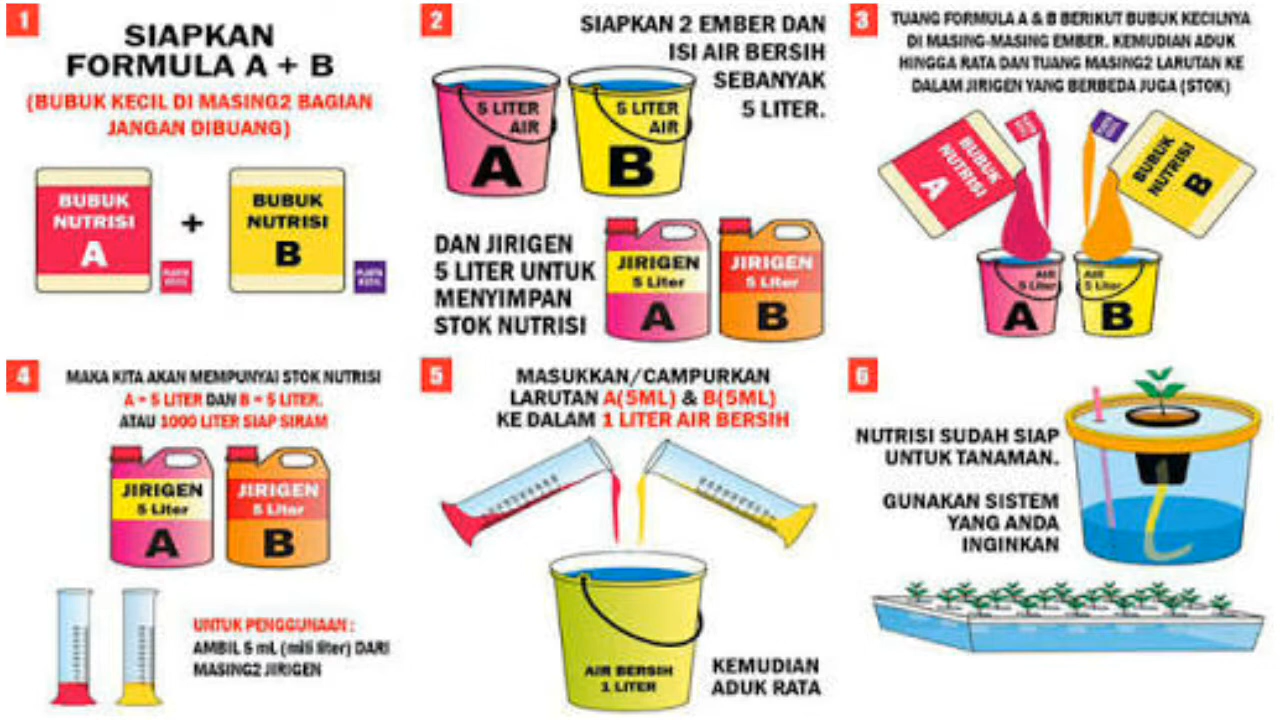 1
SIAPKAN
FORMULA A + B
(BUBUK KECIL DI MASING2 BAGIAN
JANGAN DIBUANG)
BUBUK
NUTRISI
A
+
BUBUK
NUTRISI
B
2
SIAPKAN 2 EMBER DAN
ISI AIR BERSIH
SEBANYAK
5 LITER.
5 LITER
AIR
A
5 LITER
AIR
B
DAN JIRIGEN
5 LITER UNTUK
MENYIMPAN
STOK NUTRISI
JIRIGEN
5 Liter
A
JIRIGEN
5 Liter
B
3
TUANG FORMULA A & B BERIKUT BUBUK KECILNYA
DI MASING-MASING EMBER. KEMUDIAN ADUK
HINGGA RATA DAN TUANG MASING2 LARUTAN KE
DALAM JIRIGEN YANG BERBEDA JUGA (STOK)
BUBUK
NUTRISI
A
BUBUK
NUTRISI
B
AIR
5 Liter
A
AIR
5 Liter
B
4
MAKA KITA AKAN MEMPUNYAI STOK NUTRISI
A = 5 LITER DAN B = 5 LITER.
ATAU 1000 LITER SIAP SIRAM
JIRIGEN
5 Liter
A
JIRIGEN
5 Liter
B
UNTUK PENGGUNAAN :
AMBIL 5 mL (mili liter) DARI
MASING2 JIRIGEN
5
MASUKKAN/CAMPURKAN
LARUTAN A(5ML) & B(5ML)
KE DALAM 1 LITER AIR BERSIH
AIR BERSIH
1 LITER
KEMUDIAN
ADUK RATA
6
NUTRISI SUDAH SIAP
UNTUK TANAMAN.
GUNAKAN SISTEM
YANG ANDA
INGINKAN